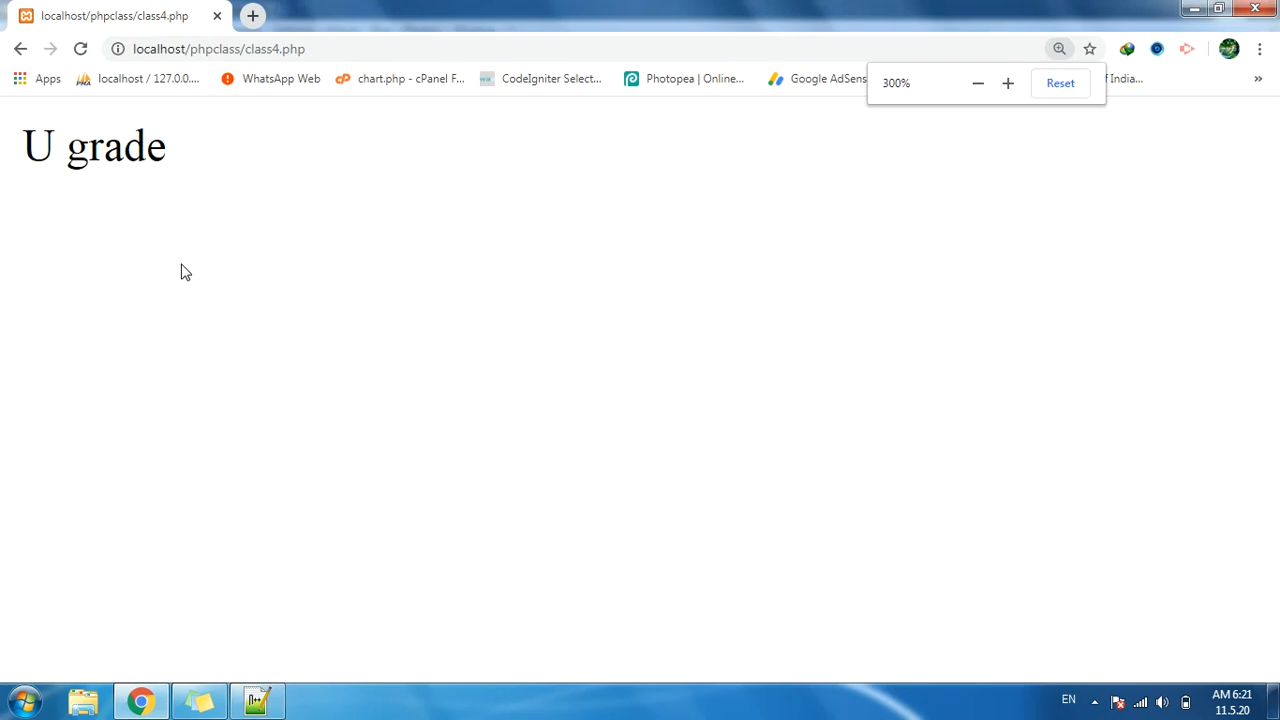 localhost/phpclass/class4.php
localhost/phpclass/class4.php
Apps localhost / 127.0.0.... WhatsApp Web chart.php - cPanel F... CodeIgniter Select... Photopea | Online... Google AdSens f India... »
300% Reset
U grade
EN AM 6:21
11.5.20